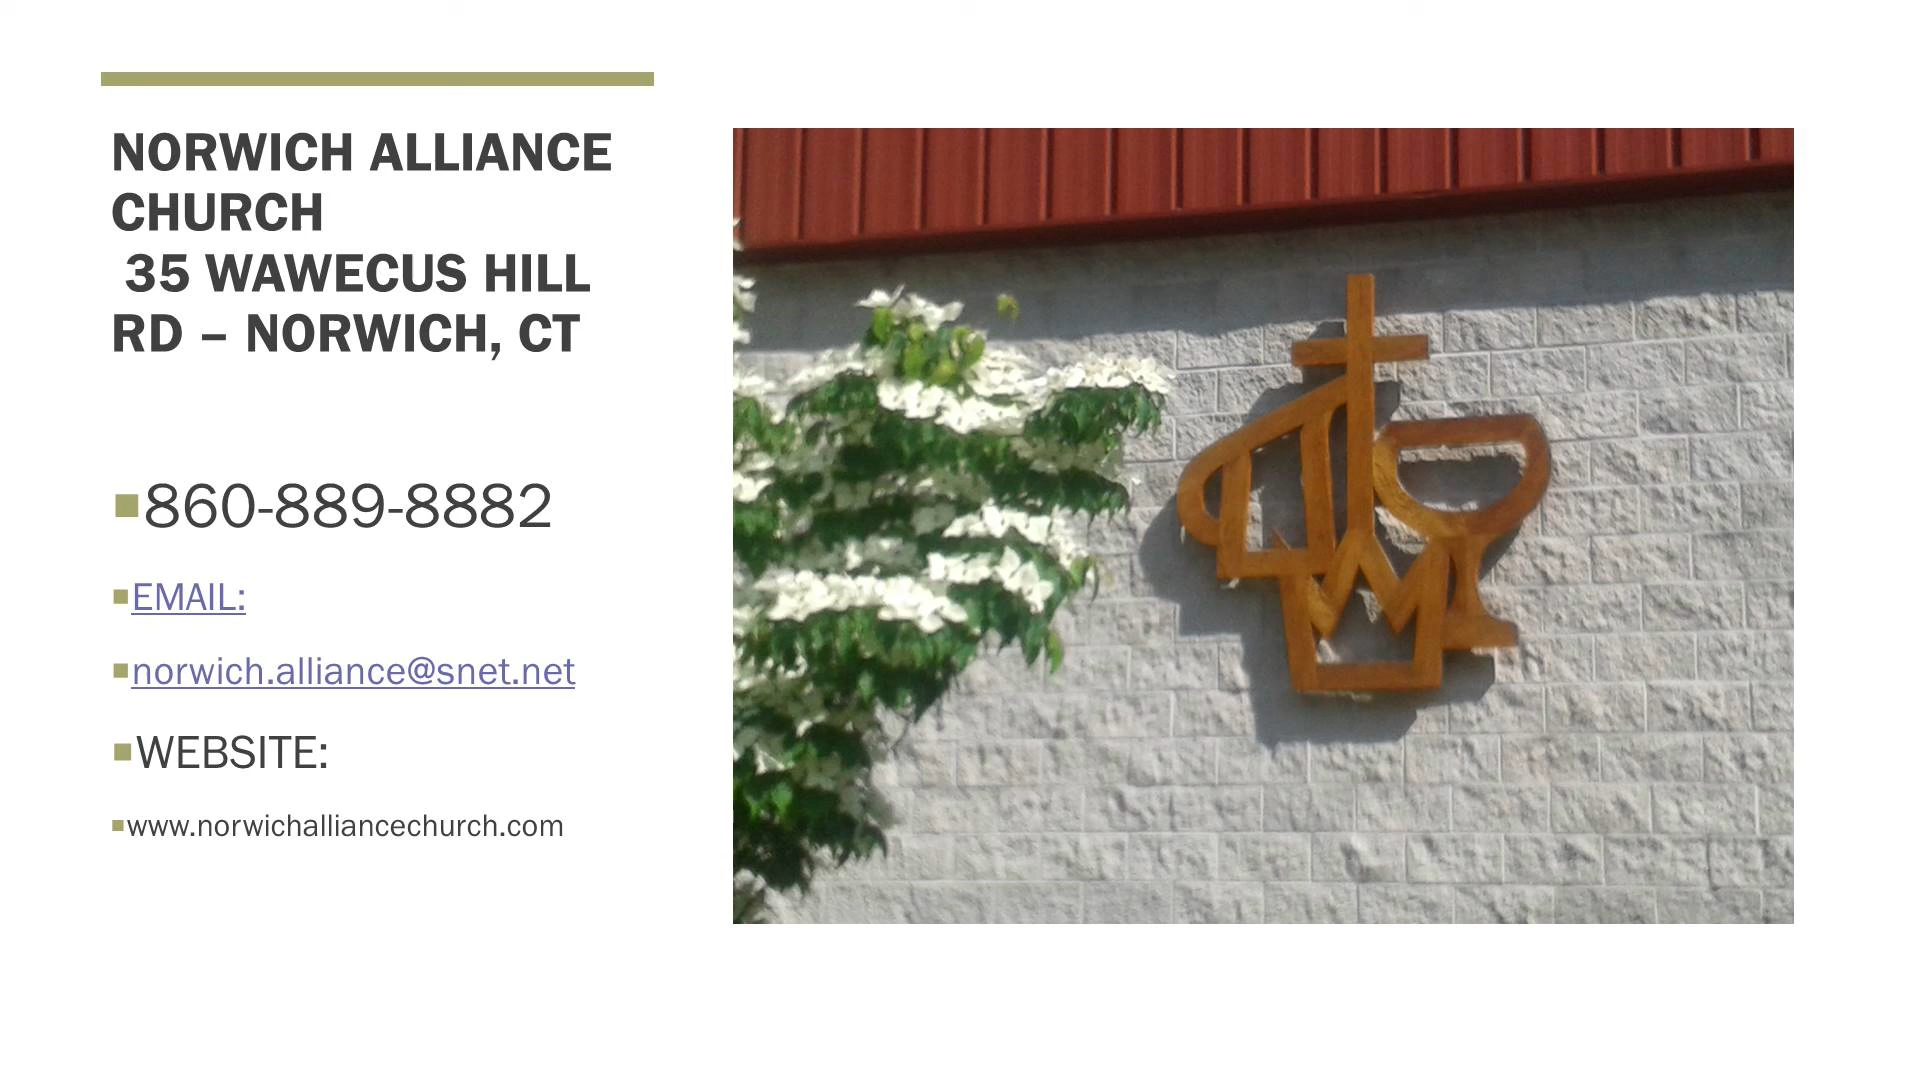 NORWICH ALLIANCE
CHURCH
35 WAWECUS HILL
RD – NORWICH, CT
860-889-8882
EMAIL:
norwich.alliance@snet.net
WEBSITE:
www.norwichalliancechurch.com